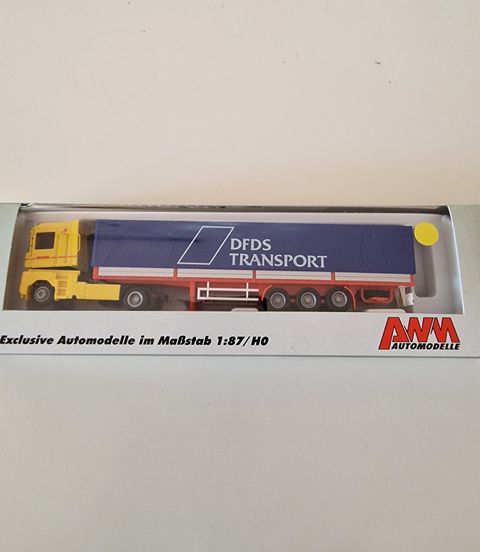 DFDS
TRANSPORT
Exclusive Automodelle im Maßstab 1:87/H0
AWM
AUTOMODELLE